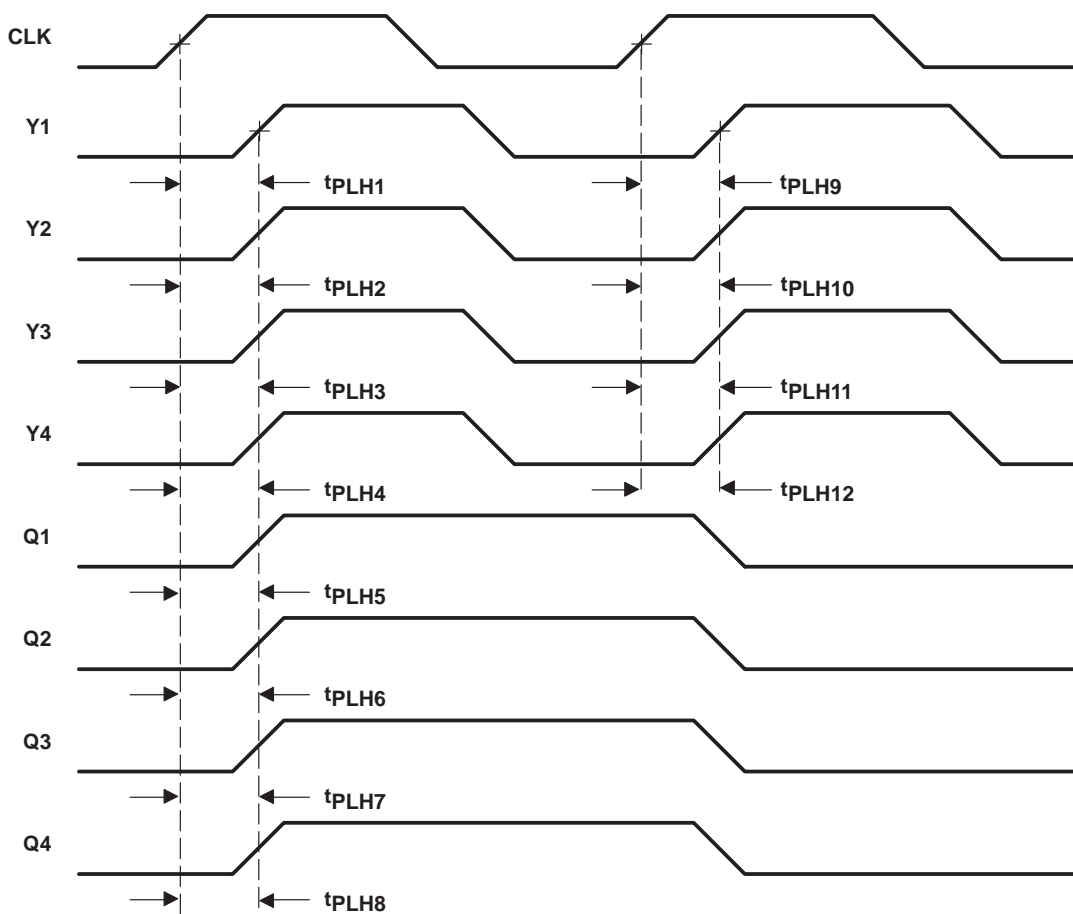 CLK
Y1
tPLH1 tPLH9
Y2
tPLH2 tPLH10
Y3
tPLH3 tPLH11
Y4
tPLH4 tPLH12
Q1
tPLH5
Q2
tPLH6
Q3
tPLH7
Q4
tPLH8